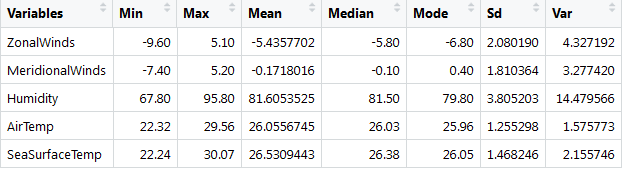 Variables Min Max Mean Median Mode Sd Var
ZonalWinds -9.60 5.10 -5.4357702 -5.80 -6.80 2.080190 4.327192
MeridionalWinds -7.40 5.20 -0.1718016 -0.10 0.40 1.810364 3.277420
Humidity 67.80 95.80 81.6053525 81.50 79.80 3.805203 14.479566
AirTemp 22.32 29.56 26.0556745 26.03 25.96 1.255298 1.575773
SeaSurfaceTemp 22.24 30.07 26.5309443 26.38 26.05 1.468246 2.155746